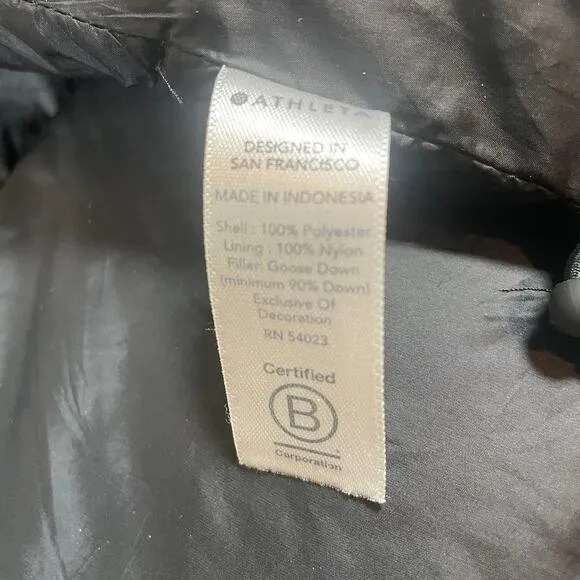 ATHLETA
DESIGNED IN
SAN FRANCISCO
MADE IN INDONESIA
Shell : 100% Polyester
Lining : 100% Nylon
Filler: Goose Down
(minimum 90% Down)
Exclusive Of
Decoration
RN 54023
Certified
B
Corporation